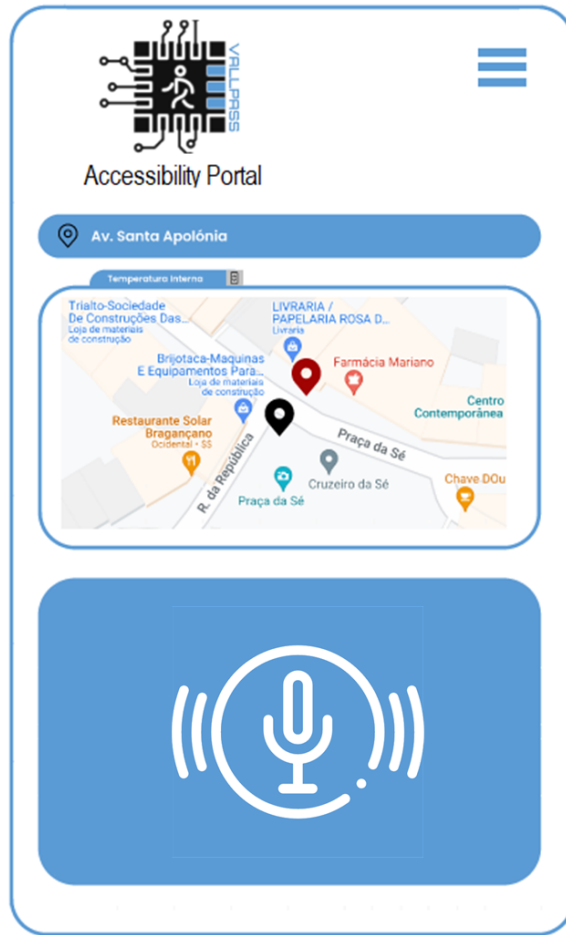 VALLPASS
Accessibility Portal
Av. Santa Apolónia
Temperatura Interna
Trialto-Sociedade
De Construções Das...
Loja de materiais
de construção
LIVRARIA /
PAPELARIA ROSA D...
Livraria
Brijotaca-Maquinas
E Equipamentos Para...
Loja de materiais
de construção
Farmácia Mariano
Centro
Contemporânea
Restaurante Solar
Bragançano
Ocidental • $$
R. da República
Praça da Sé
Cruzeiro da Sé
Praça da Sé
Chave DOu